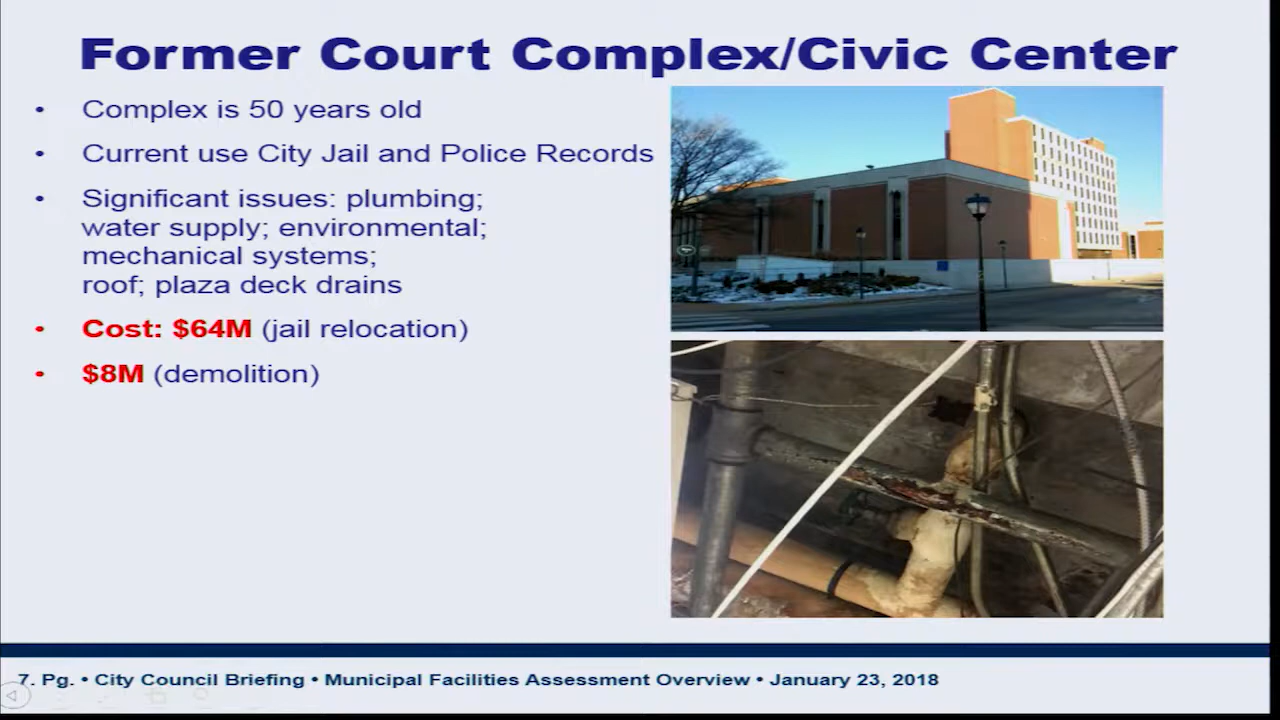 Former Court Complex/Civic Center
• Complex is 50 years old
• Current use City Jail and Police Records
• Significant issues: plumbing;
water supply; environmental;
mechanical systems;
roof; plaza deck drains
• Cost: $64M (jail relocation)
• $8M (demolition)
7. Pg. • City Council Briefing • Municipal Facilities Assessment Overview • January 23, 2018